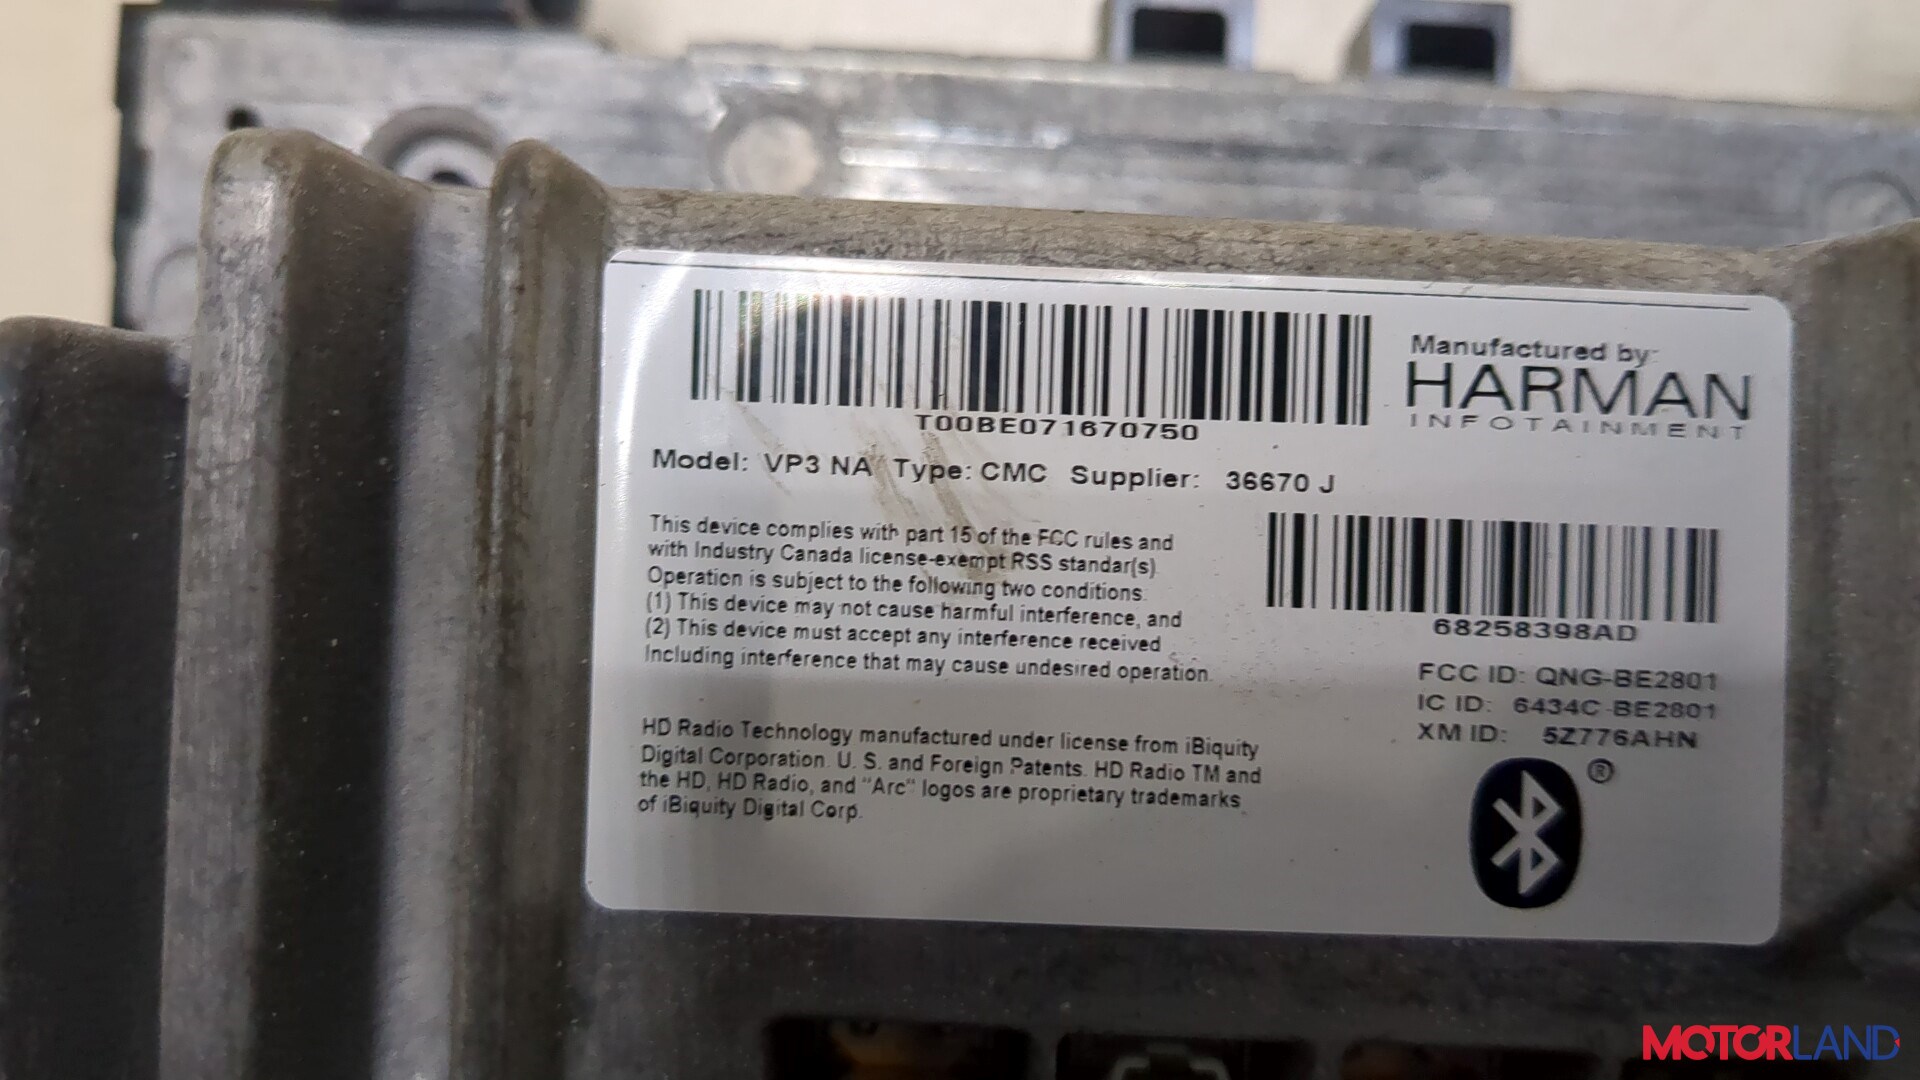 Manufactured by:
HARMAN
INFOTAINMENT
T00BE071670750
Model: VP3 NA Type: CMC Supplier: 36670 J
This device complies with part 15 of the FCC rules and
with Industry Canada license-exempt RSS standar(s)
Operation is subject to the following two conditions.
(1) This device may not cause harmful interference, and
(2) This device must accept any interference received
Including interference that may cause undesired operation.
68258398AD
FCC ID: QNG-BE2801
IC ID: 6434C-BE2801
XM ID: 5Z776AHN
HD Radio Technology manufactured under license from iBiquity
Digital Corporation. U. S. and Foreign Patents. HD Radio TM and
the HD, HD Radio, and "Arc" logos are proprietary trademarks
of iBiquity Digital Corp.
®
MOTORLAND